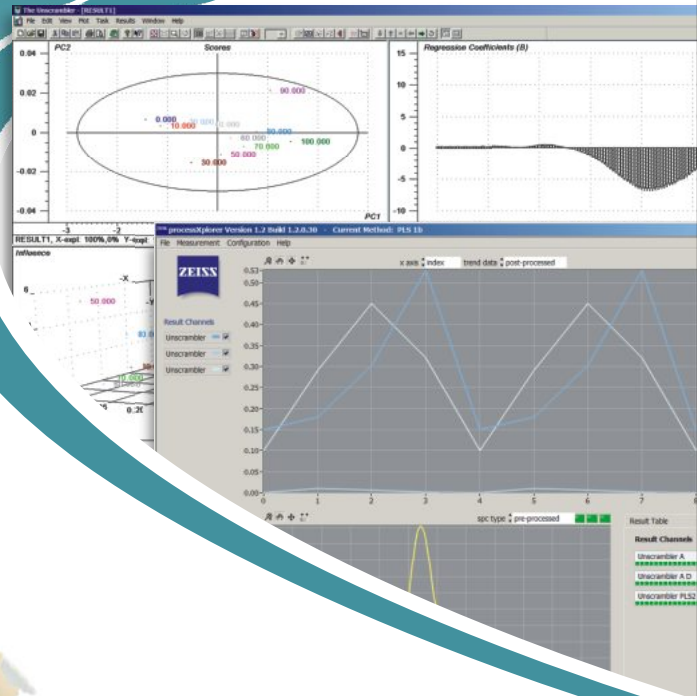 The Unscrambler - [RESULT1]
File Edit View Plot Task Results Window Help
PC2 Scores
0.04
0.02
0
-0.02
-0.04
90.000
0.000
10.000
80.000
60.000
70.000
100.000
50.000
30.000
PC1
-3 -2
RESULT1, X-expl: 100%,0% Y-expl:
Regression Coefficients (B)
15
10
5
0
-5
-10
Influence
-X
-Y
6
50.000
0.20
processXplorer Version 1.2 Build 1.2.0.30 - Current Method: PLS 1b
File Measurement Configuration Help
ZEISS
x axis index trend data post-processed
Result Channels
Unscrambler
Unscrambler
Unscrambler
0.53
0.50
0.45
0.40
0.35
0.30
0.25
0.20
0.15
0.10
0.05
0.00
0 1 2 3 4 5 6 7 8
spc type pre-processed
Result Table
Result Channels
Unscrambler A
Unscrambler A D
Unscrambler PLS2